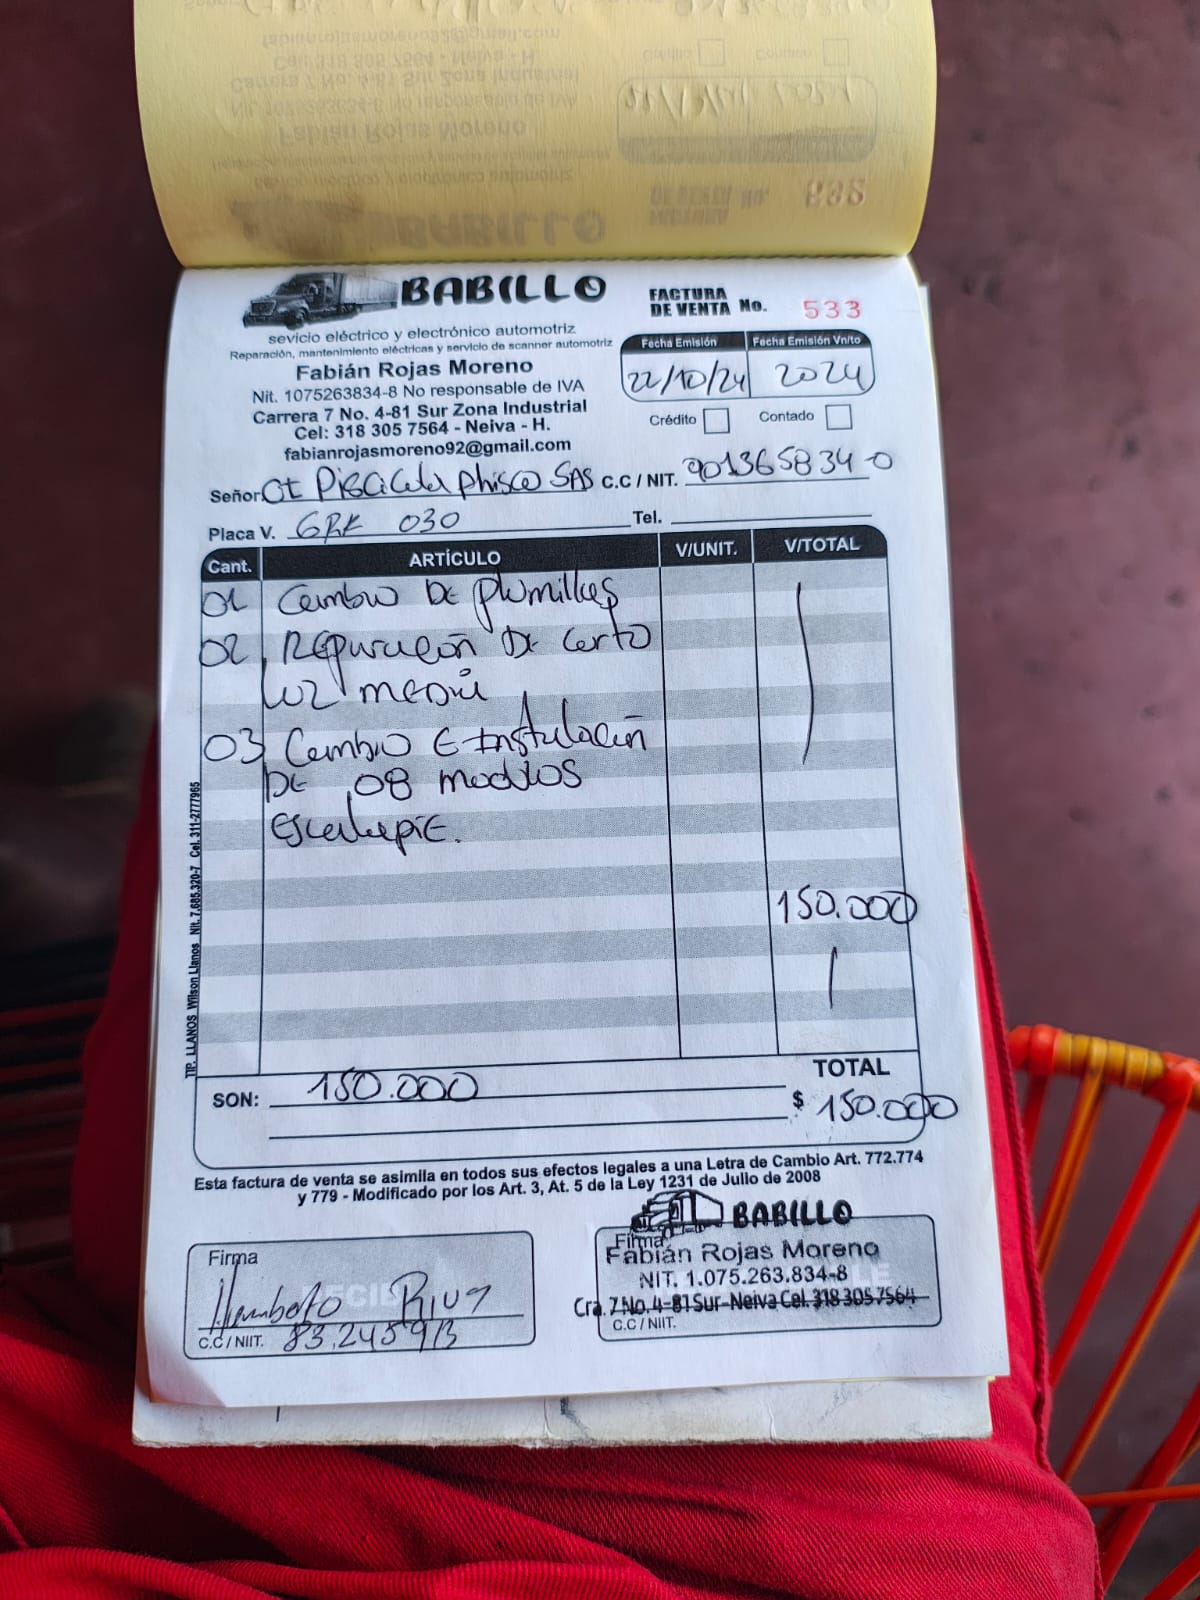 BABILLO
sevicio eléctrico y electrónico automotriz
Reparación, mantenimiento eléctricas y servicio de scanner automotriz
Fabián Rojas Moreno
Nit. 1075263834-8 No responsable de IVA
Carrera 7 No. 4-81 Sur Zona Industrial
Cel: 318 305 7564 - Neiva - H.
fabianrojasmoreno92@gmail.com
FACTURA
DE VENTA No. 533
Fecha Emisión Fecha Emisión Vn/to
22/10/24 2024
Crédito Contado
Señor: Ct Piscicola phisco SAS C.C / NIT. 901365834-0
Placa V. GRK 030 Tel.
Cant. ARTÍCULO V/UNIT. V/TOTAL
01 Cambio DE plumillas
02 Reparación DE corto
luz media
03 Cambio E Instalación
DE 08 modulos
Escalapie.
150.000
TOTAL
SON: 150.000
$ 150.000
Esta factura de venta se asimila en todos sus efectos legales a una Letra de Cambio Art. 772.774
y 779 - Modificado por los Art. 3, At. 5 de la Ley 1231 de Julio de 2008
TIP. LLANOS Wilson Llanos Nit. 7.685.320-7 Cel. 311-2777965
Firma
Humberto
C.C / NIIT. 83.245913
BABILLO
Firma
Fabián Rojas Moreno
NIT. 1.075.263.834-8
Cra. 7 No. 4-81 Sur-Neiva Cel. 318 305 7564
C.C / NIIT.